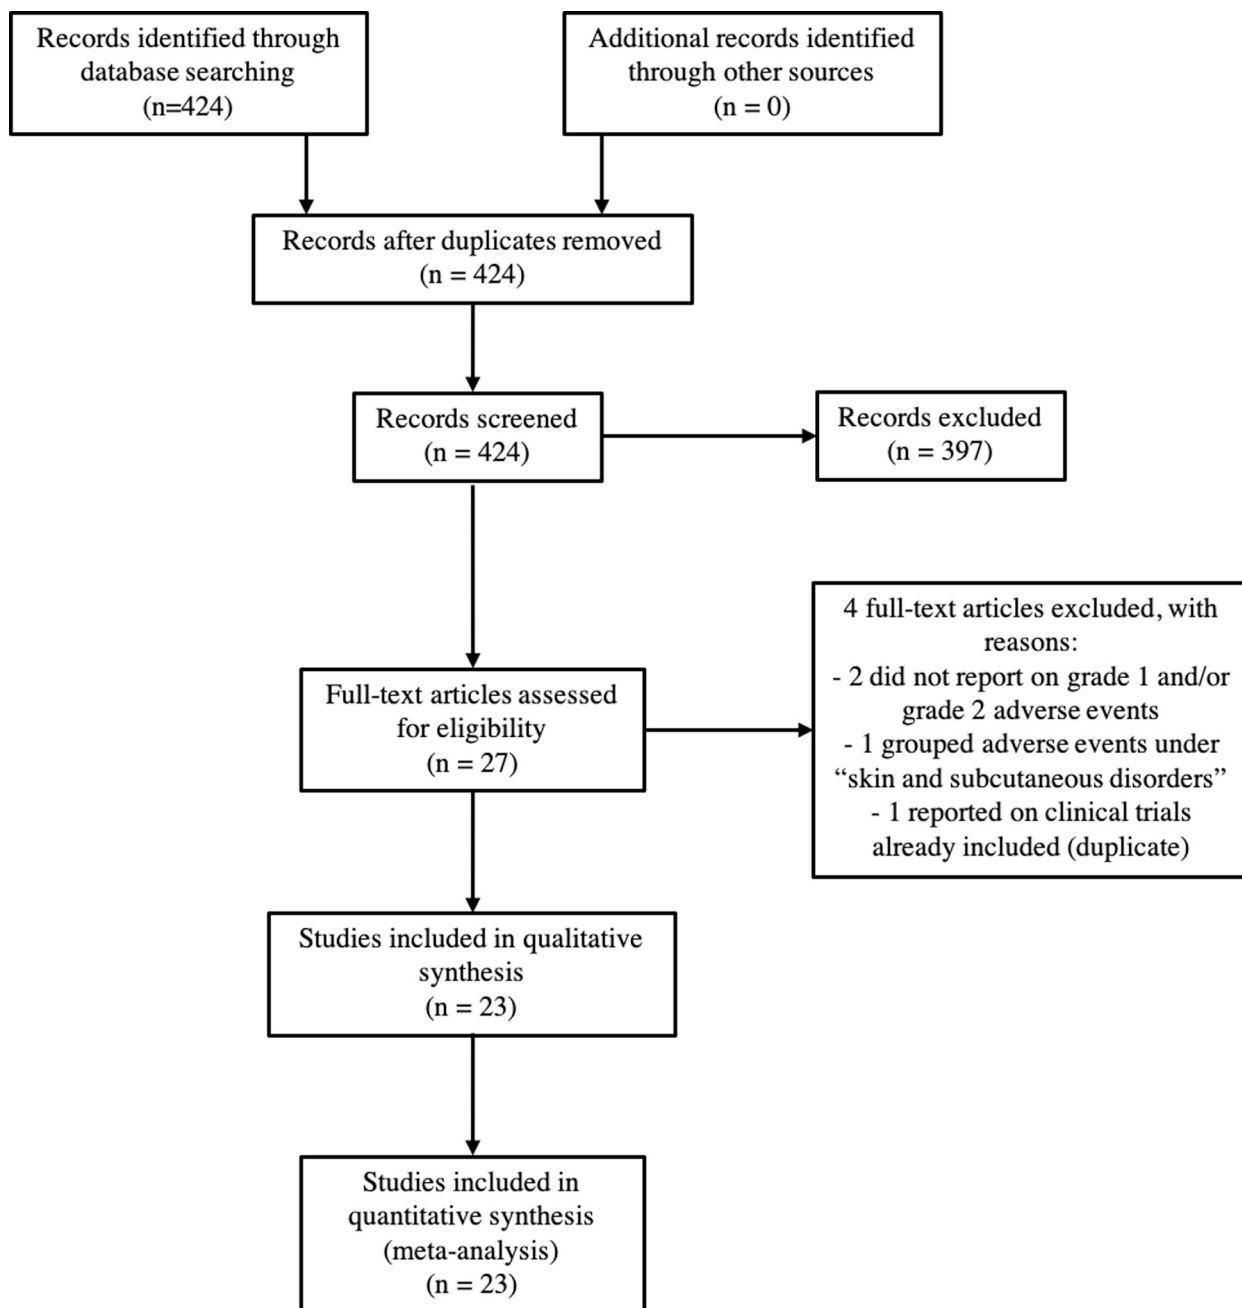 Records identified through
database searching
(n=424)
Additional records identified
through other sources
(n = 0)
Records after duplicates removed
(n = 424)
Records screened
(n = 424)
Records excluded
(n = 397)
Full-text articles assessed
for eligibility
(n = 27)
4 full-text articles excluded, with
reasons:
- 2 did not report on grade 1 and/or
grade 2 adverse events
- 1 grouped adverse events under
“skin and subcutaneous disorders”
- 1 reported on clinical trials
already included (duplicate)
Studies included in qualitative
synthesis
(n = 23)
Studies included in
quantitative synthesis
(meta-analysis)
(n = 23)